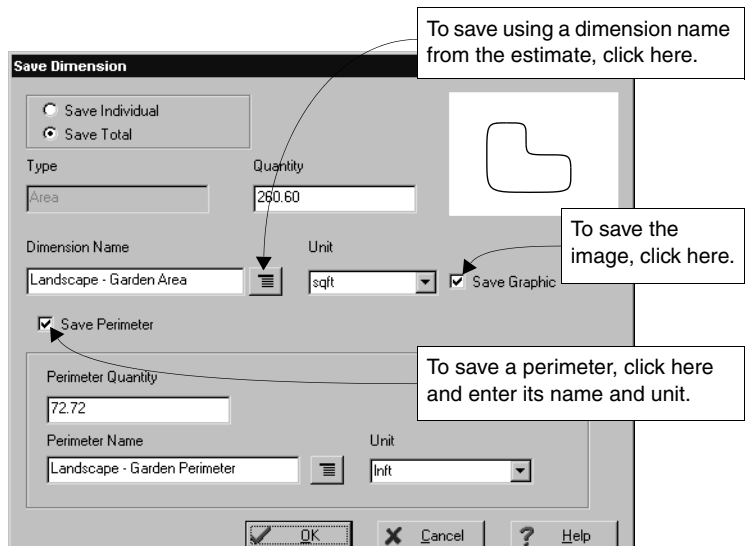 To save using a dimension name
from the estimate, click here.
Save Dimension
Save Individual
Save Total
Type
Quantity
Area
260.60
To save the
image, click here.
Dimension Name
Unit
Landscape - Garden Area
sqft
Save Graphic
Save Perimeter
To save a perimeter, click here
and enter its name and unit.
Perimeter Quantity
72.72
Perimeter Name
Unit
Landscape - Garden Perimeter
lnft
OK
Cancel
? Help